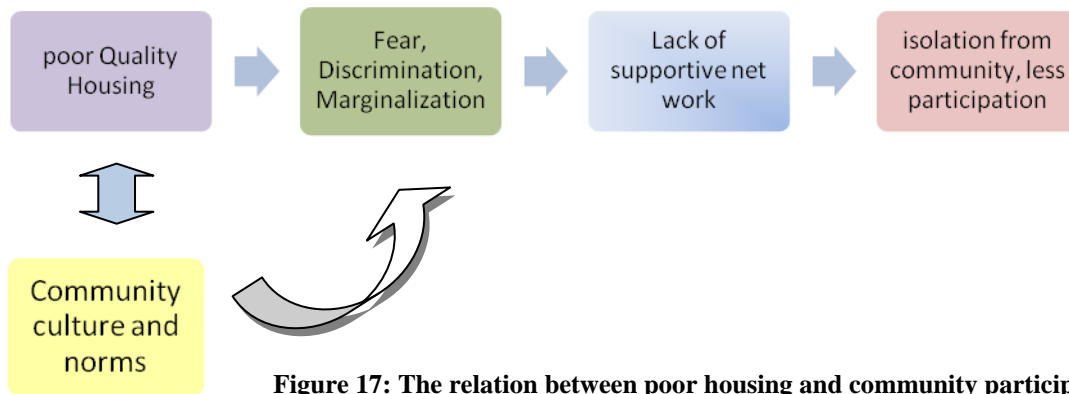 poor Quality
Housing
Fear,
Discrimination,
Marginalization
Lack of
supportive net
work
isolation from
community, less
participation
Community
culture and
norms
Figure 17: The relation between poor housing and community